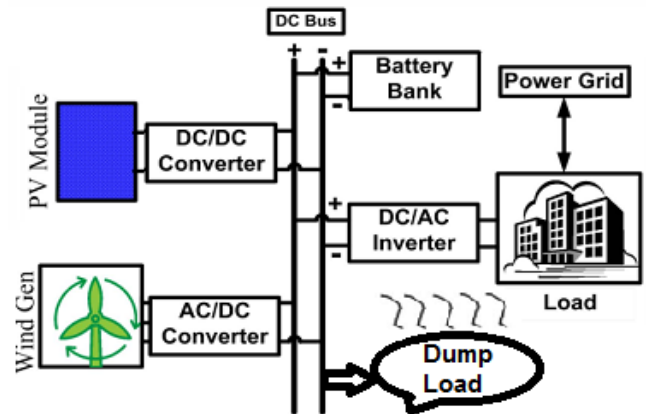 DC Bus
+ -
+
Battery
Bank
-
Power Grid
PV Module
DC/DC
Converter
+
DC/AC
Inverter
-
Load
Wind Gen
AC/DC
Converter
Dump
Load